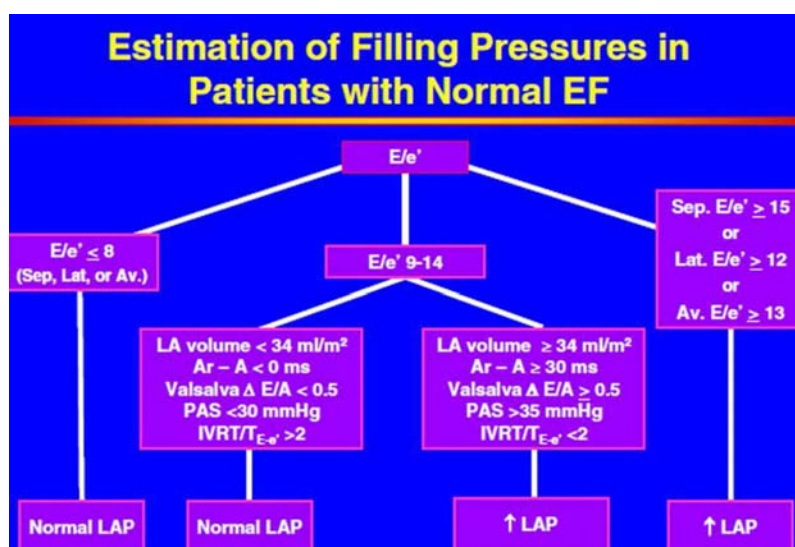 Estimation of Filling Pressures in
Patients with Normal EF
E/e'
E/e' ≤ 8
(Sep, Lat, or Av.)
E/e' 9-14
Sep. E/e' ≥ 15
or
Lat. E/e' ≥ 12
or
Av. E/e' ≥ 13
LA volume < 34 ml/m²
Ar – A < 0 ms
Valsalva Δ E/A < 0.5
PAS <30 mmHg
IVRT/T_E-e' >2
LA volume ≥ 34 ml/m²
Ar – A ≥ 30 ms
Valsalva Δ E/A ≥ 0.5
PAS >35 mmHg
IVRT/T_E-e' <2
Normal LAP
Normal LAP
↑ LAP
↑ LAP